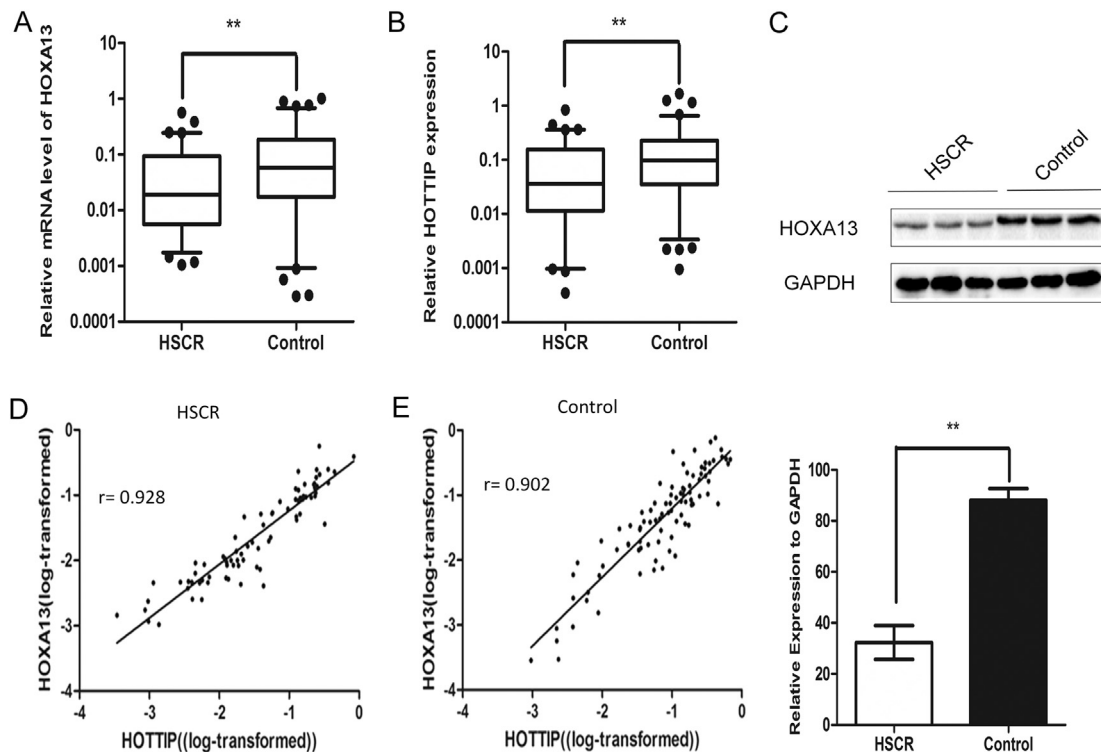 A
Relative mRNA level of HOXA13
**
10
1
0.1
0.01
0.001
0.0001
HSCR Control
B
Relative HOTTIP expression
**
10
1
0.1
0.01
0.001
0.0001
HSCR Control
C
HSCR Control
HOXA13
GAPDH
D
HSCR
HOXA13(log-transformed)
r= 0.928
0
-1
-2
-3
-4
-4 -3 -2 -1 0
HOTTIP((log-transformed))
E
Control
HOXA13(log-transformed)
r= 0.902
0
-1
-2
-3
-4
-4 -3 -2 -1 0
HOTTIP((log-transformed))
Relative Expression to GAPDH
**
100
80
60
40
20
0
HSCR Control